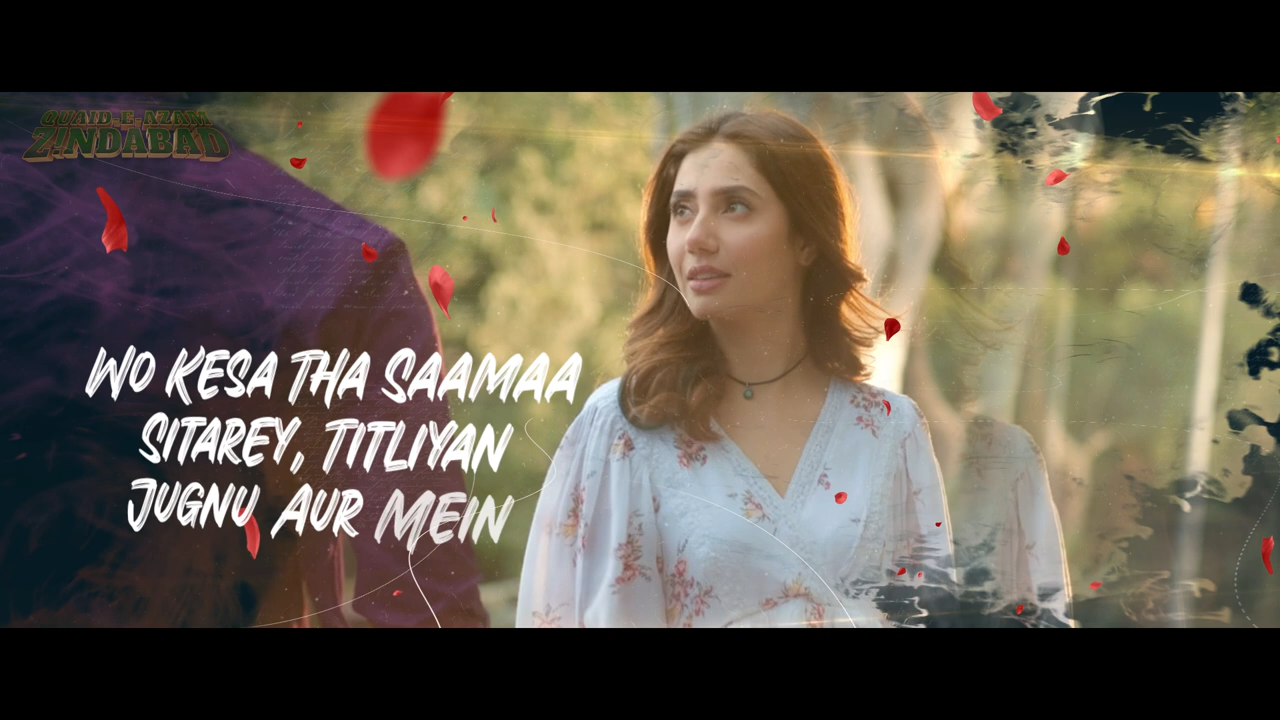 QUAID-E-AZAM
ZINDABAD
WO KESA THA SAAMAA
SITAREY, TITLIYAN
JUGNU AUR MEIN